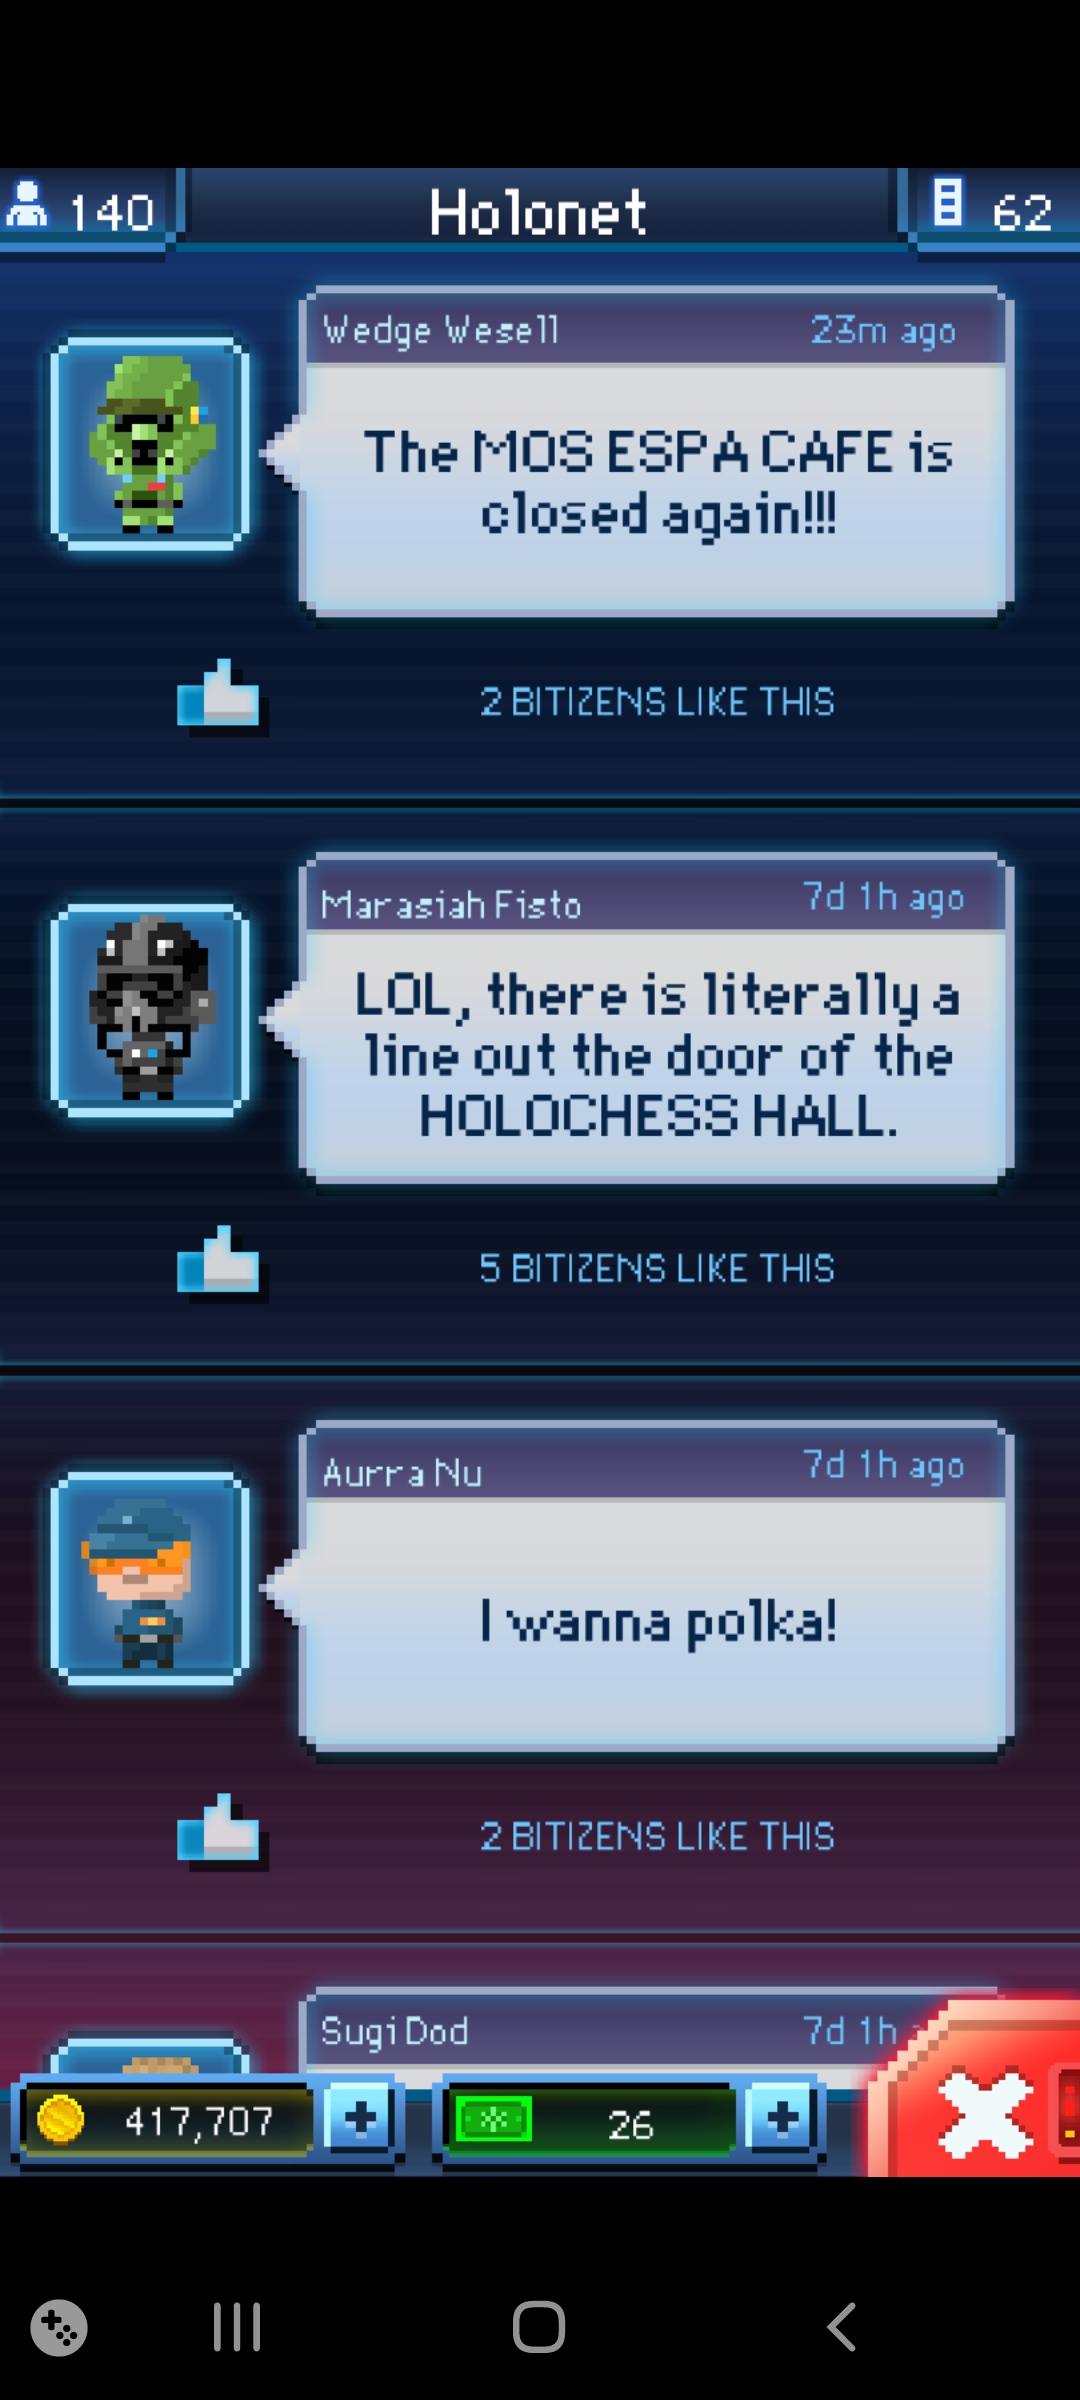 140 Holonet 62
Wedge Wesell 23m ago
The MOS ESPA CAFE is
closed again!!!
2 BITIZENS LIKE THIS
Marasiah Fisto 7d 1h ago
LOL, there is literally a
line out the door of the
HOLOCHESS HALL.
5 BITIZENS LIKE THIS
Aurra Nu 7d 1h ago
I wanna polka!
2 BITIZENS LIKE THIS
Sugi Dod 7d 1h
417,707 26